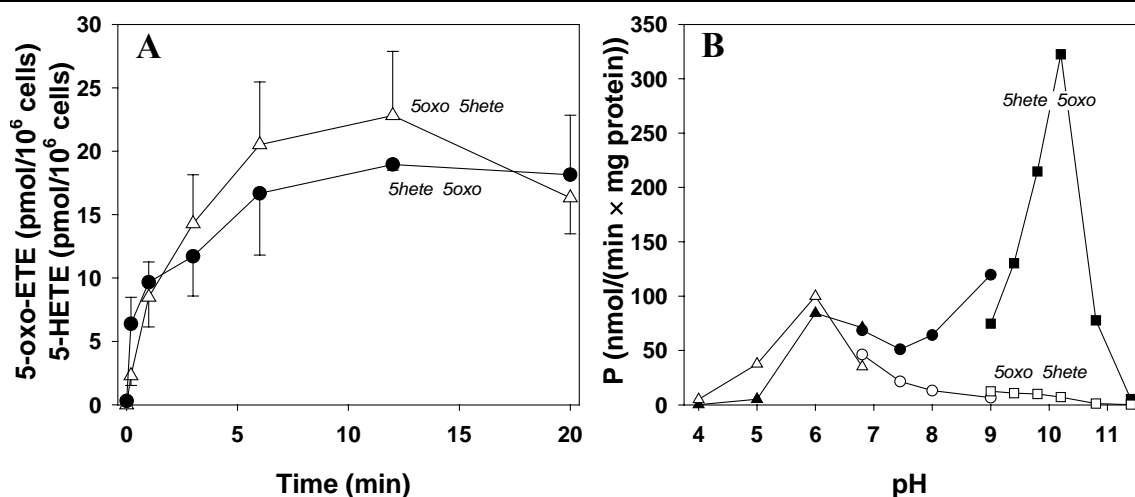 A
5-oxo-ETE (pmol/10⁶ cells)
5-HETE (pmol/10⁶ cells)
30
25
20
15
10
5
0
5oxo 5hete
5hete 5oxo
0 5 10 15 20
Time (min)
B
P (nmol/(min × mg protein))
350
300
250
200
150
100
50
0
5hete 5oxo
5oxo 5hete
4 5 6 7 8 9 10 11
pH